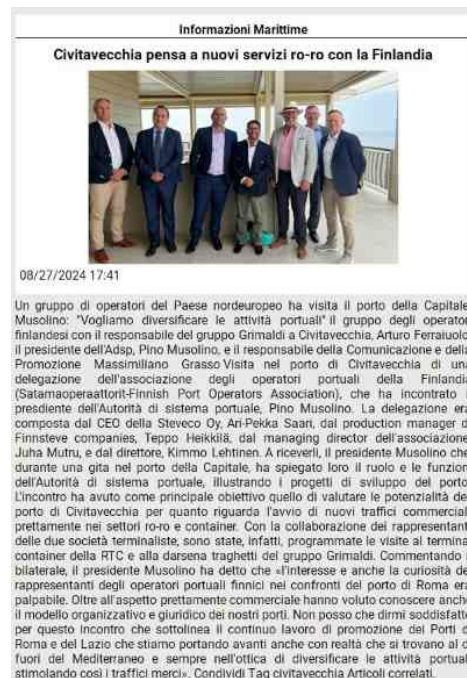 Informazioni Marittime
Civitavecchia pensa a nuovi servizi ro-ro con la Finlandia
08/27/2024 17:41
Un gruppo di operatori del Paese nordeuropeo ha visita il porto della Capitale
Musolino: "Vogliamo diversificare le attività portuali" il gruppo degli operator
finlandesi con il responsabile del gruppo Grimaldi a Civitavecchia, Arturo Ferraiuolo
il presidente dell'Adsp, Pino Musolino, e il responsabile della Comunicazione e dell
Promozione Massimiliano Grasso Visita nel porto di Civitavecchia di una
delegazione dell'associazione degli operatori portuali della Finlandi
(Satamaoperaattorit-Finnish Port Operators Association), che ha incontrato i
presdiente dell'Autorità di sistema portuale, Pino Musolino. La delegazione era
composta dal CEO della Steveco Oy, Ari-Pekka Saari, dal production manager d
Finnsteve companies, Teppo Heikkilä, dal managing director dell'associazione
Juha Mutru, e dal direttore, Kimmo Lehtinen. A riceverli, il presidente Musolino che
durante una gita nel porto della Capitale, ha spiegato loro il ruolo e le funzion
dell'Autorità di sistema portuale, illustrando i progetti di sviluppo del porto
L'incontro ha avuto come principale obiettivo quello di valutare le potenzialità de
porto di Civitavecchia per quanto riguarda l'avvio di nuovi traffici commercial
prettamente nei settori ro-ro e container. Con la collaborazione dei rappresentant
delle due società terminaliste, sono state, infatti, programmate le visite al termina
container della RTC e alla darsena traghetti del gruppo Grimaldi. Commentando i
bilaterale, il presidente Musolino ha detto che «l'interesse e anche la curiosità de
rappresentanti degli operatori portuali finnici nei confronti del porto di Roma era
palpabile. Oltre all'aspetto prettamente commerciale hanno voluto conoscere anche
il modello organizzativo e giuridico dei nostri porti. Non posso che dirmi soddisfatto
per questo incontro che sottolinea il continuo lavoro di promozione dei Porti d
Roma e del Lazio che stiamo portando avanti anche con realtà che si trovano al d
fuori del Mediterraneo e sempre nell'ottica di diversificare le attività portual
stimolando così i traffici merci». Condividi Tag civitavecchia Articoli correlati.